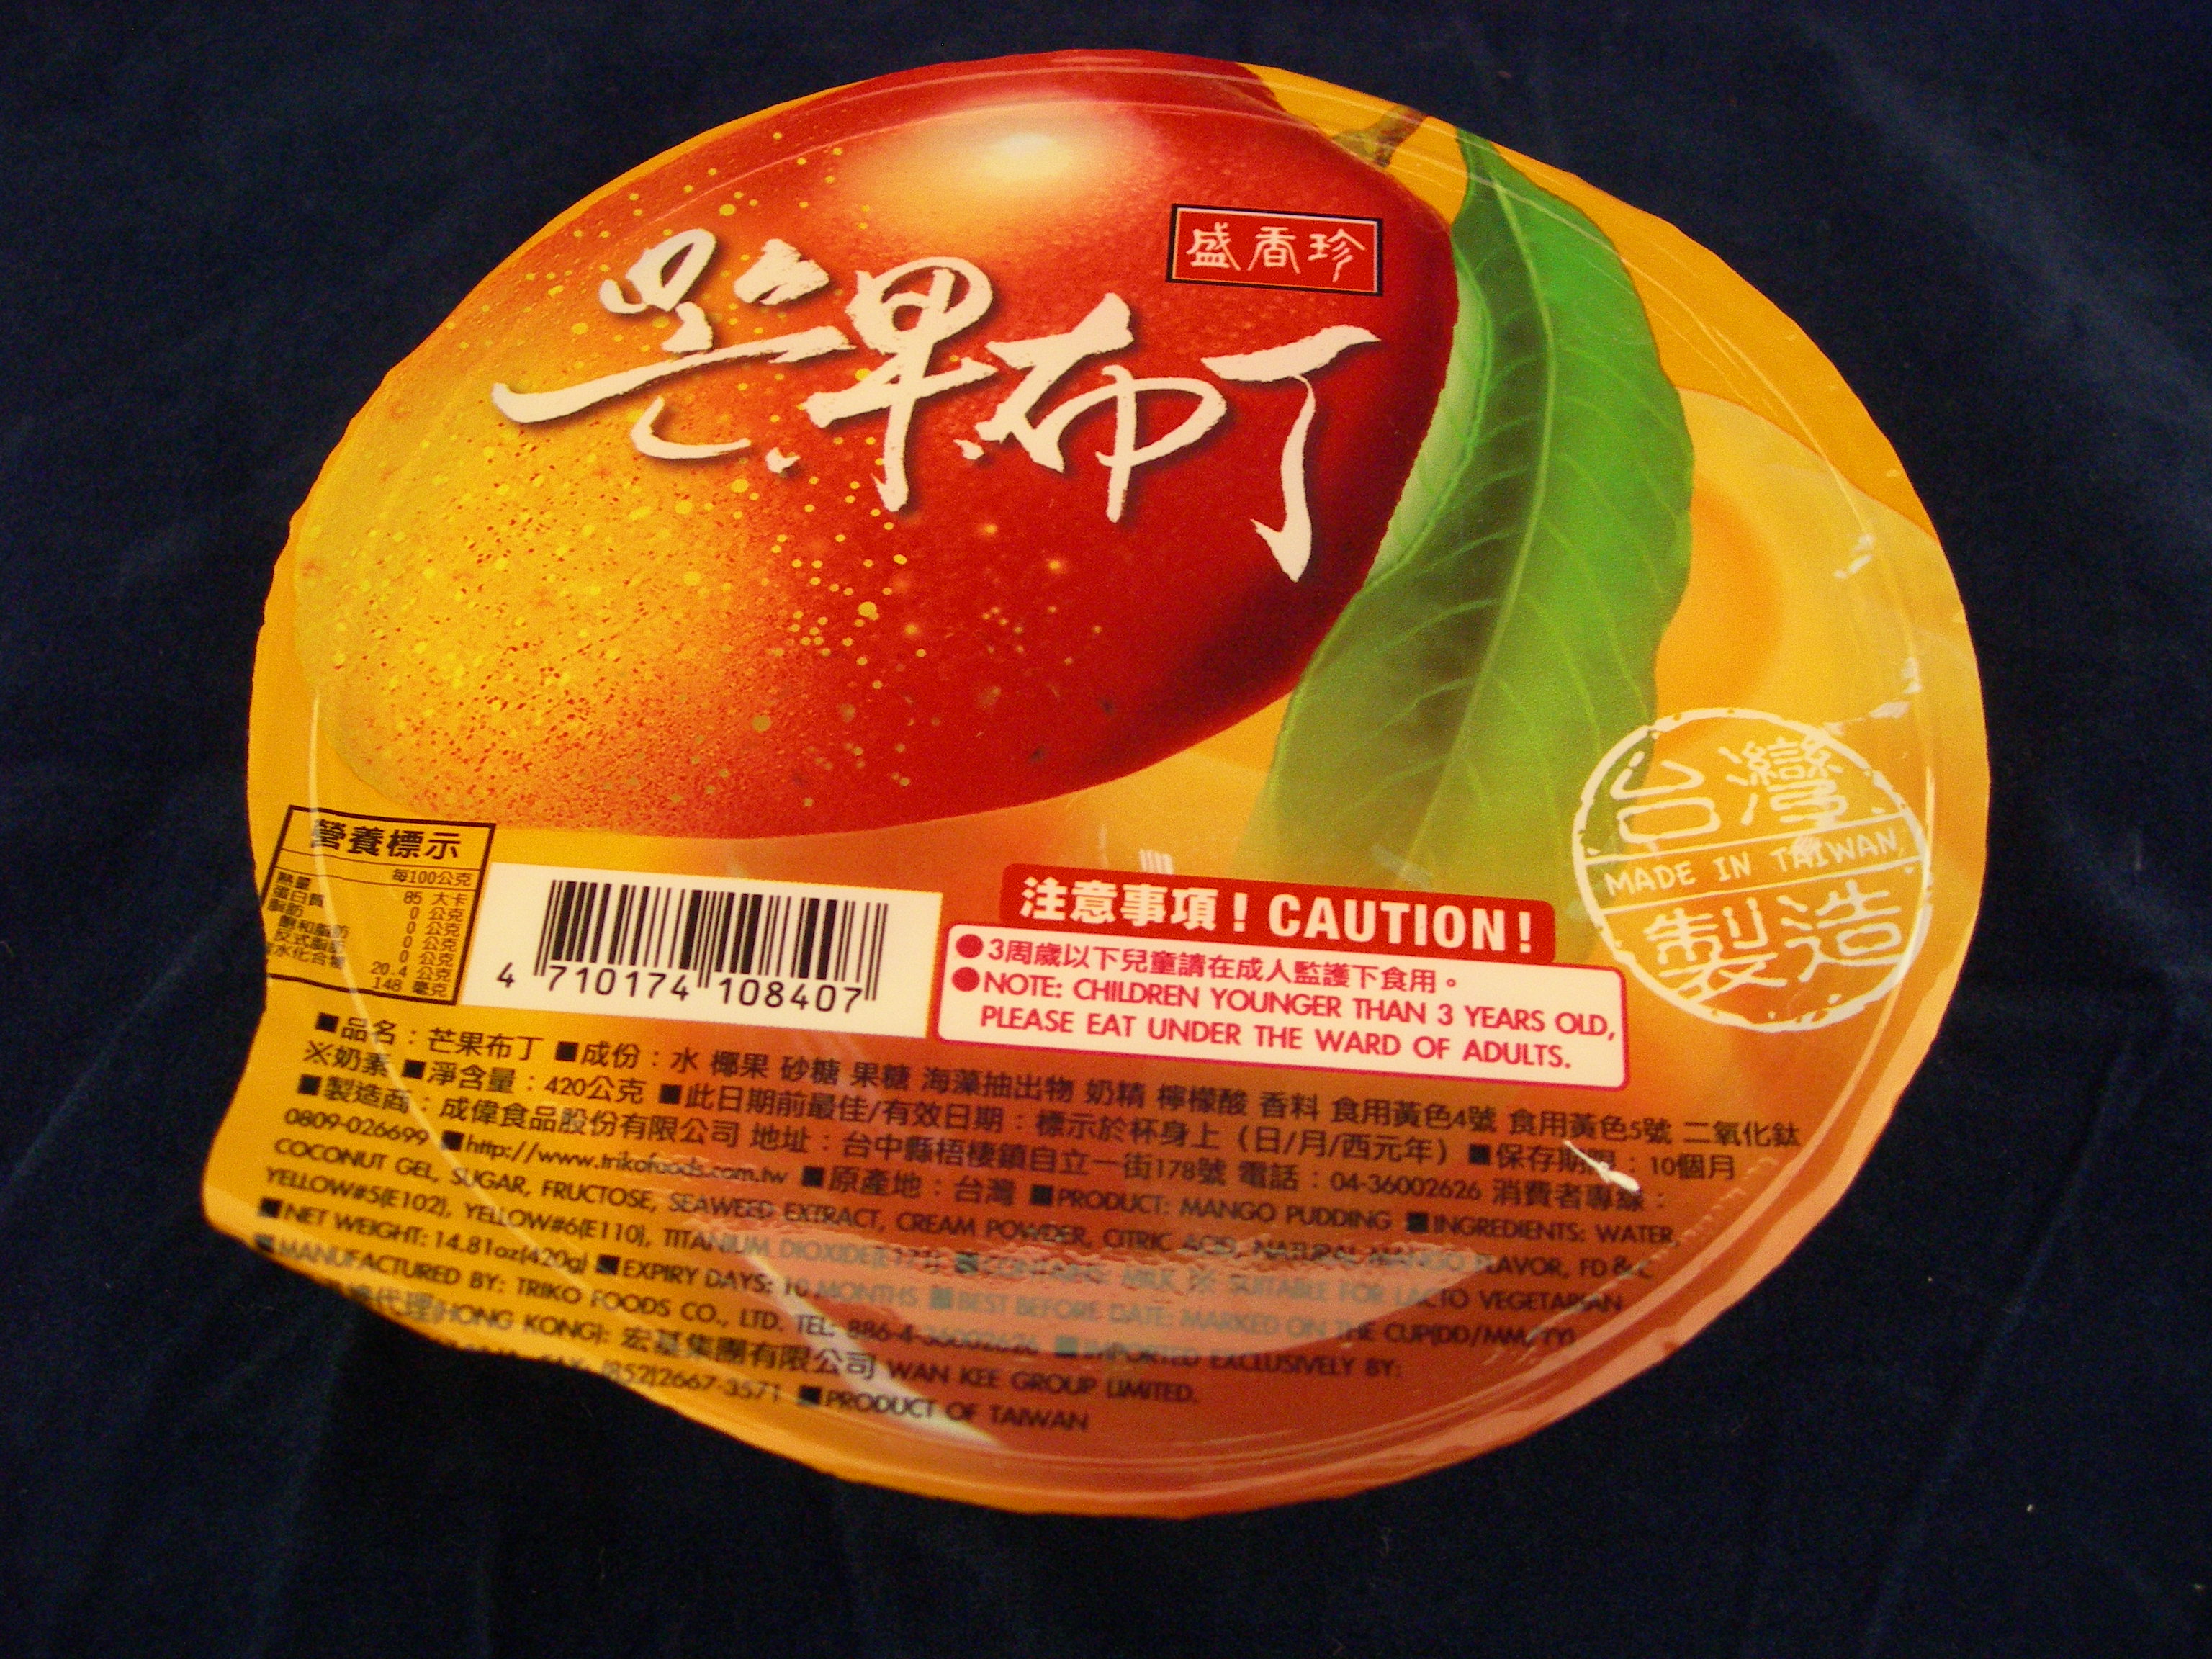 盛香珍
芒果布丁
台灣
MADE IN TAIWAN
製造
營養標示
每100公克
熱量 85 大卡
蛋白質 0 公克
脂肪 0 公克
飽和脂肪 0 公克
反式脂肪 0 公克
水化合物 20.4 公克
148 毫克
4 710174 108407
注意事項！CAUTION！
●3周歲以下兒童請在成人監護下食用。
●NOTE: CHILDREN YOUNGER THAN 3 YEARS OLD,
PLEASE EAT UNDER THE WARD OF ADULTS.
■品名：芒果布丁 ■成份：水 椰果 砂糖 果糖 海藻抽出物 奶精 檸檬酸 香料 食用黃色4號 食用黃色5號 二氧化鈦
※奶素 ■淨含量：420公克 ■此日期前最佳/有效日期：標示於杯身上（日/月/西元年）■保存期限：10個月
■製造商：成偉食品股份有限公司 地址：台中縣梧棲鎮自立一街178號 電話：04-36002626 消費者專線：
0809-026699 ■http://www.trikofoods.com.tw ■原產地：台灣 ■PRODUCT: MANGO PUDDING ■INGREDIENTS: WATER,
COCONUT GEL, SUGAR, FRUCTOSE, SEAWEED EXTRACT, CREAM POWDER, CITRIC ACID, NATURAL MANGO FLAVOR, FD & C
YELLOW#5(E102), YELLOW#6(E110), TITANIUM DIOXIDE(E171) ■CONTAINS: MILK ※ SUITABLE FOR LACTO VEGETARIAN
■NET WEIGHT: 14.81oz(420g) ■EXPIRY DAYS: 10 MONTHS ■BEST BEFORE DATE: MARKED ON THE CUP(DD/MM/YY)
■MANUFACTURED BY: TRIKO FOODS CO., LTD. TEL: 886-4-36002626 ■IMPORTED EXCLUSIVELY BY:
代理(HONG KONG): 宏基集團有限公司 WAN KEE GROUP LIMITED.
FAX: (852)2667-3571 ■PRODUCT OF TAIWAN